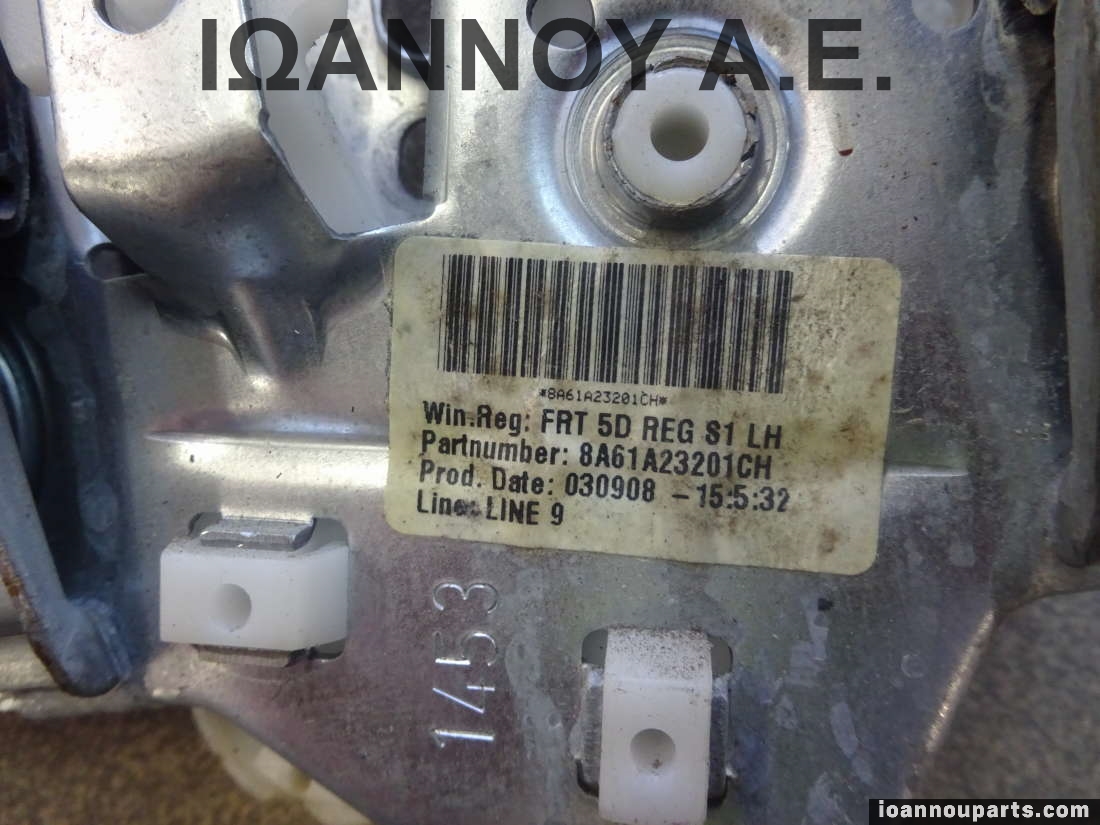 ΙΩΑΝΝΟΥ Α.Ε.
*8A61A23201CH*
Win.Reg: FRT 5D REG S1 LH
Partnumber: 8A61A23201CH
Prod. Date: 030908 - 15:5:32
Line: LINE 9
1453
ioannouparts.com